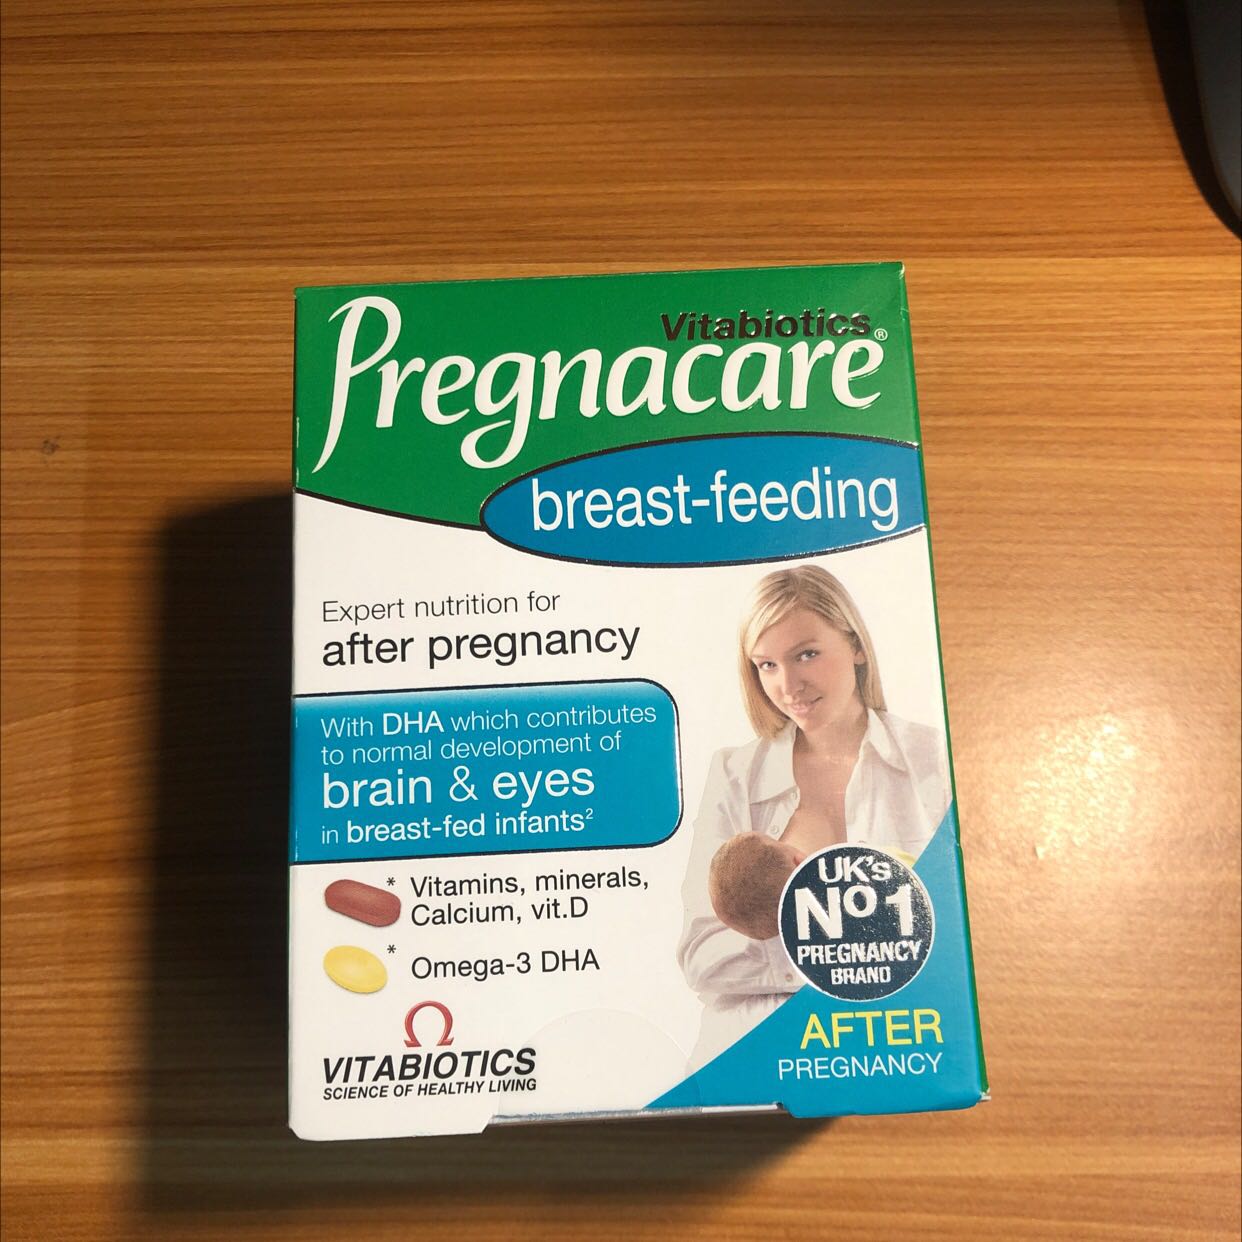 Vitabiotics
Pregnacare®
breast-feeding
Expert nutrition for
after pregnancy
With DHA which contributes
to normal development of
brain & eyes
in breast-fed infants²
* Vitamins, minerals,
Calcium, vit.D
* Omega-3 DHA
VITABIOTICS
SCIENCE OF HEALTHY LIVING
UK's
Nº 1
PREGNANCY
BRAND
AFTER
PREGNANCY